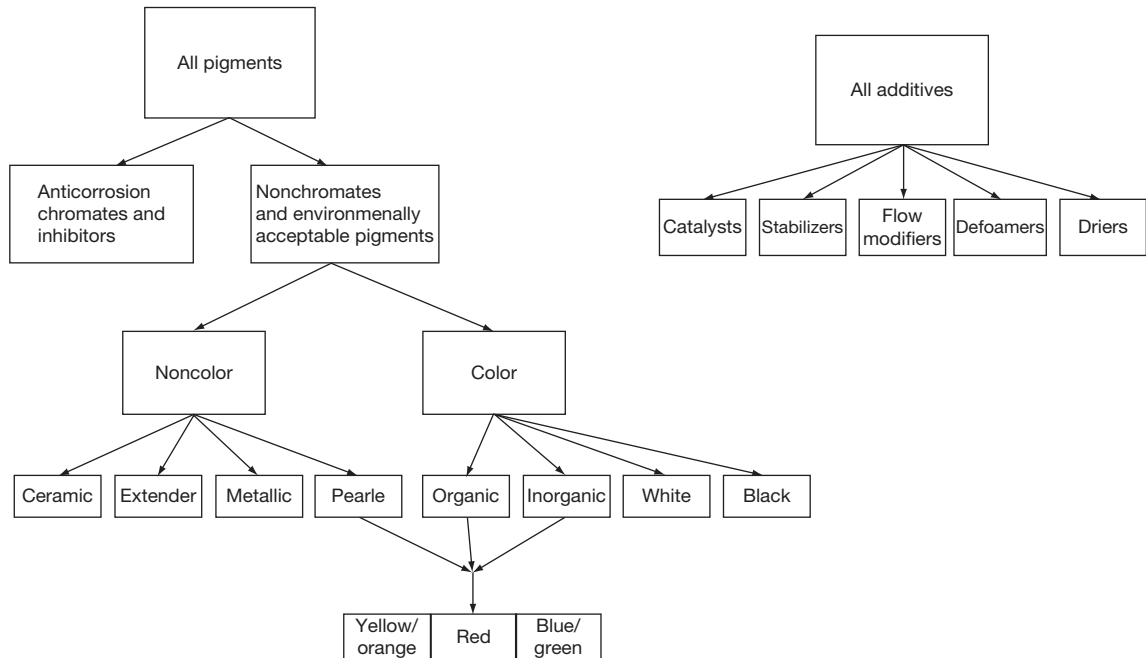 All pigments
All additives
Anticorrosion
chromates and
inhibitors
Nonchromates
and environmenally
acceptable pigments
Catalysts
Stabilizers
Flow
modifiers
Defoamers
Driers
Noncolor
Color
Ceramic
Extender
Metallic
Pearle
Organic
Inorganic
White
Black
Yellow/
orange
Red
Blue/
green